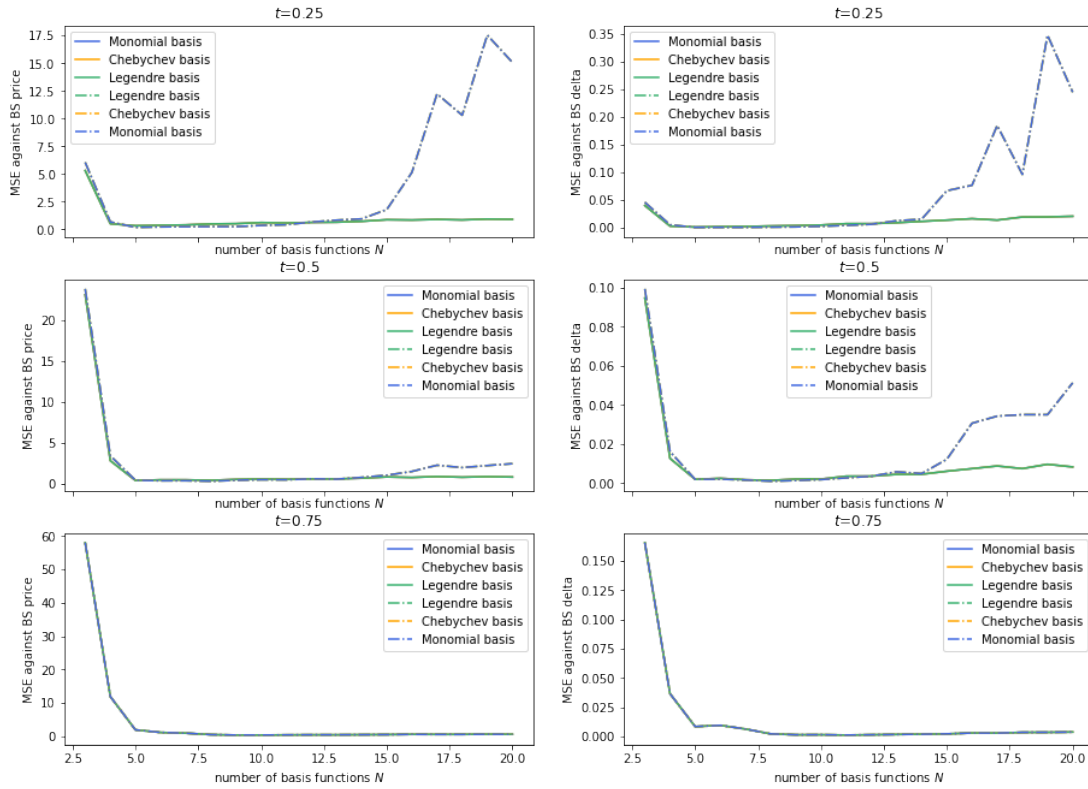 t=0.25
MSE against BS price
17.5
15.0
12.5
10.0
7.5
5.0
2.5
0.0
Monomial basis
Chebychev basis
Legendre basis
Legendre basis
Chebychev basis
Monomial basis
number of basis functions N
t=0.25
MSE against BS delta
0.35
0.30
0.25
0.20
0.15
0.10
0.05
0.00
Monomial basis
Chebychev basis
Legendre basis
Legendre basis
Chebychev basis
Monomial basis
number of basis functions N
t=0.5
MSE against BS price
20
15
10
5
0
Monomial basis
Chebychev basis
Legendre basis
Legendre basis
Chebychev basis
Monomial basis
number of basis functions N
t=0.5
MSE against BS delta
0.10
0.08
0.06
0.04
0.02
0.00
Monomial basis
Chebychev basis
Legendre basis
Legendre basis
Chebychev basis
Monomial basis
number of basis functions N
t=0.75
MSE against BS price
60
50
40
30
20
10
0
Monomial basis
Chebychev basis
Legendre basis
Legendre basis
Chebychev basis
Monomial basis
2.5 5.0 7.5 10.0 12.5 15.0 17.5 20.0
number of basis functions N
t=0.75
MSE against BS delta
0.150
0.125
0.100
0.075
0.050
0.025
0.000
Monomial basis
Chebychev basis
Legendre basis
Legendre basis
Chebychev basis
Monomial basis
2.5 5.0 7.5 10.0 12.5 15.0 17.5 20.0
number of basis functions N